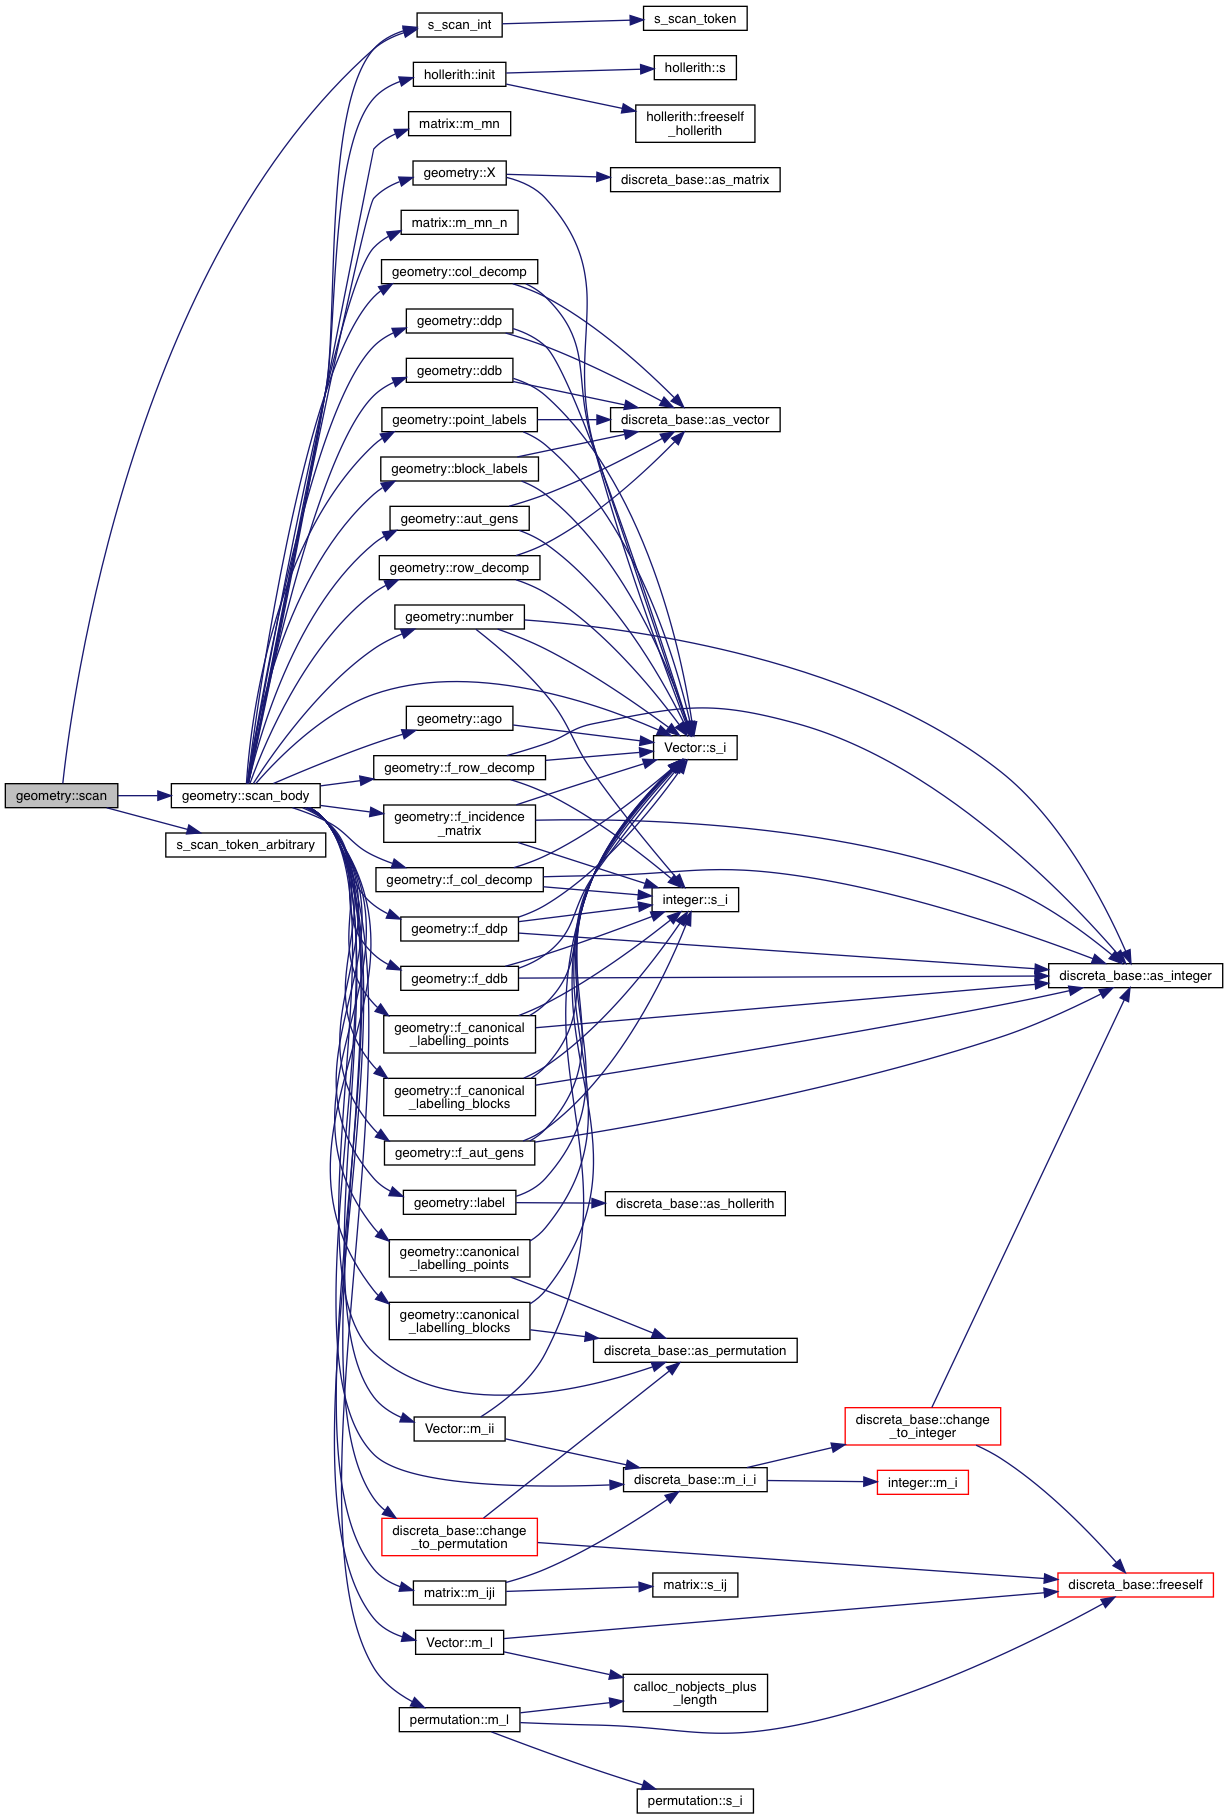 s_scan_int
s_scan_token
hollerith::init
hollerith::s
hollerith::freeself
_hollerith
matrix::m_mn
geometry::X
discreta_base::as_matrix
matrix::m_mn_n
geometry::col_decomp
geometry::ddp
geometry::ddb
geometry::point_labels
discreta_base::as_vector
geometry::block_labels
geometry::aut_gens
geometry::row_decomp
geometry::number
geometry::ago
Vector::s_i
geometry::f_row_decomp
geometry::scan
geometry::scan_body
geometry::f_incidence
_matrix
s_scan_token_arbitrary
geometry::f_col_decomp
integer::s_i
geometry::f_ddp
geometry::f_ddb
discreta_base::as_integer
geometry::f_canonical
_labelling_points
geometry::f_canonical
_labelling_blocks
geometry::f_aut_gens
geometry::label
discreta_base::as_hollerith
geometry::canonical
_labelling_points
geometry::canonical
_labelling_blocks
discreta_base::as_permutation
Vector::m_ii
discreta_base::change
_to_integer
discreta_base::m_i_i
integer::m_i
discreta_base::change
_to_permutation
matrix::m_iji
matrix::s_ij
discreta_base::freeself
Vector::m_l
calloc_nobjects_plus
_length
permutation::m_l
permutation::s_i